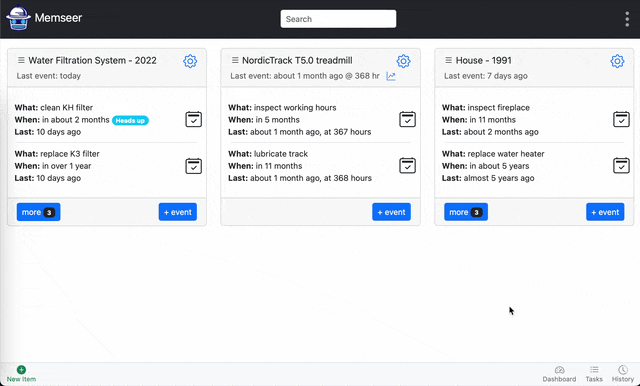 Memseer
Search
Water Filtration System - 2022
Last event: today
What: clean KH filter
When: in about 2 months Heads up
Last: 10 days ago
What: replace K3 filter
When: in over 1 year
Last: 10 days ago
more 3
+ event
NordicTrack T5.0 treadmill
Last event: about 1 month ago @ 368 hr
What: inspect working hours
When: in 5 months
Last: about 1 month ago, at 367 hours
What: lubricate track
When: in 11 months
Last: about 1 month ago, at 368 hours
+ event
House - 1991
Last event: 7 days ago
What: inspect fireplace
When: in 11 months
Last: about 2 months ago
What: replace water heater
When: in about 5 years
Last: almost 5 years ago
more 3
+ event
New Item
Dashboard
Tasks
History